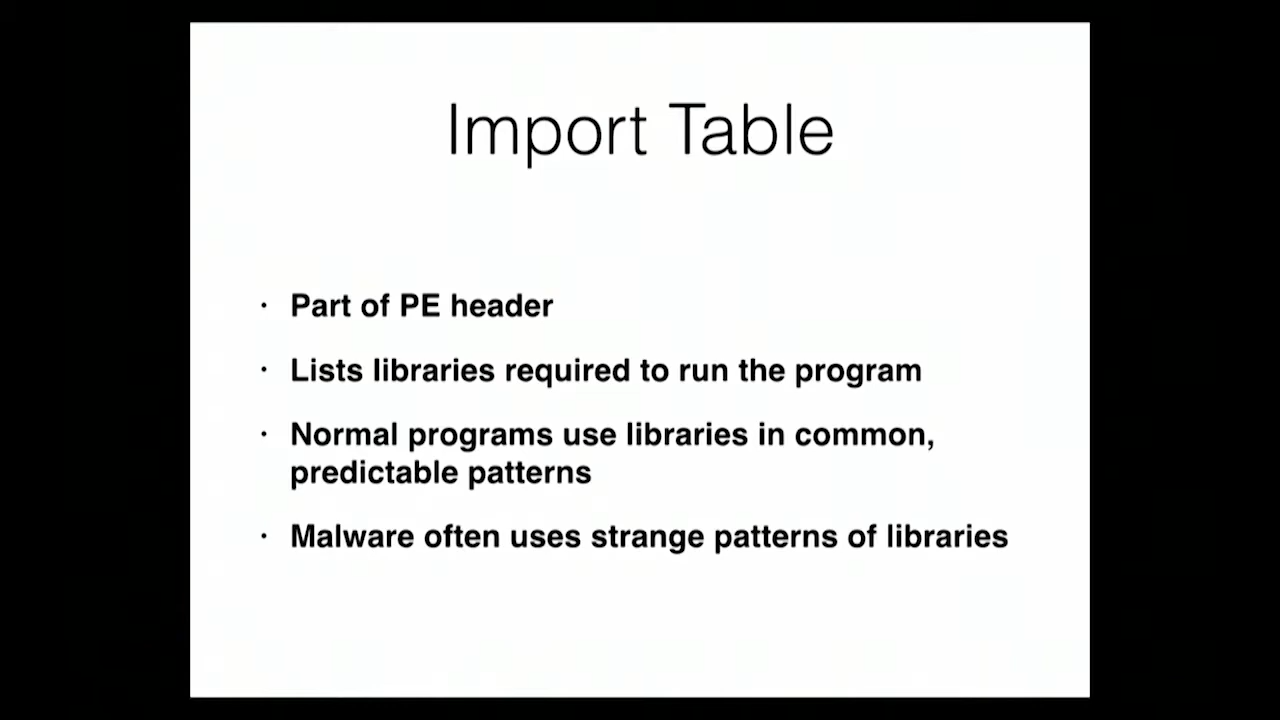 Import Table
· Part of PE header
· Lists libraries required to run the program
· Normal programs use libraries in common,
predictable patterns
· Malware often uses strange patterns of libraries